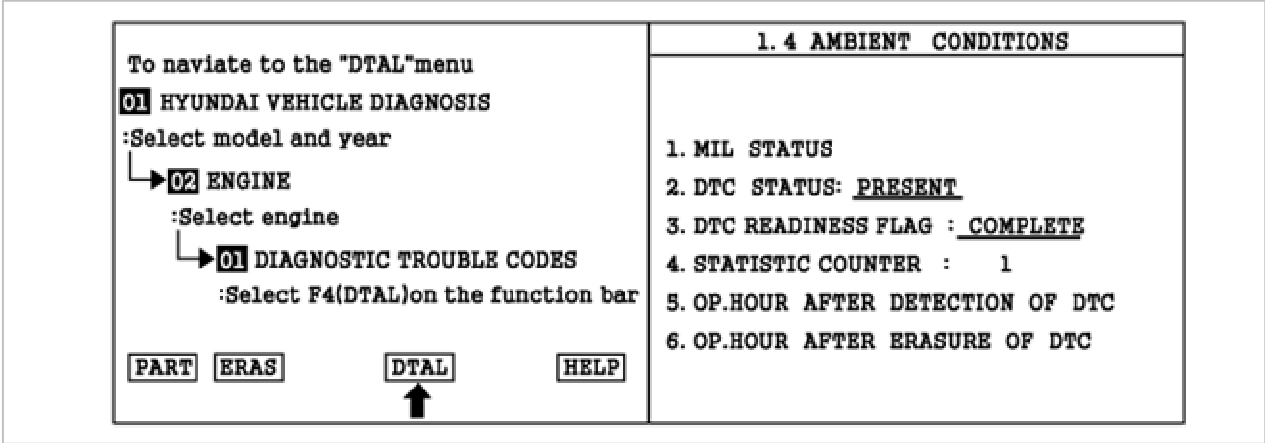 To naviate to the "DTAL"menu
01 HYUNDAI VEHICLE DIAGNOSIS
:Select model and year
02 ENGINE
:Select engine
01 DIAGNOSTIC TROUBLE CODES
:Select F4(DTAL)on the function bar
PART ERAS DTAL HELP
1.4 AMBIENT CONDITIONS
1. MIL STATUS
2. DTC STATUS: PRESENT
3. DTC READINESS FLAG : COMPLETE
4. STATISTIC COUNTER : 1
5. OP.HOUR AFTER DETECTION OF DTC
6. OP.HOUR AFTER ERASURE OF DTC